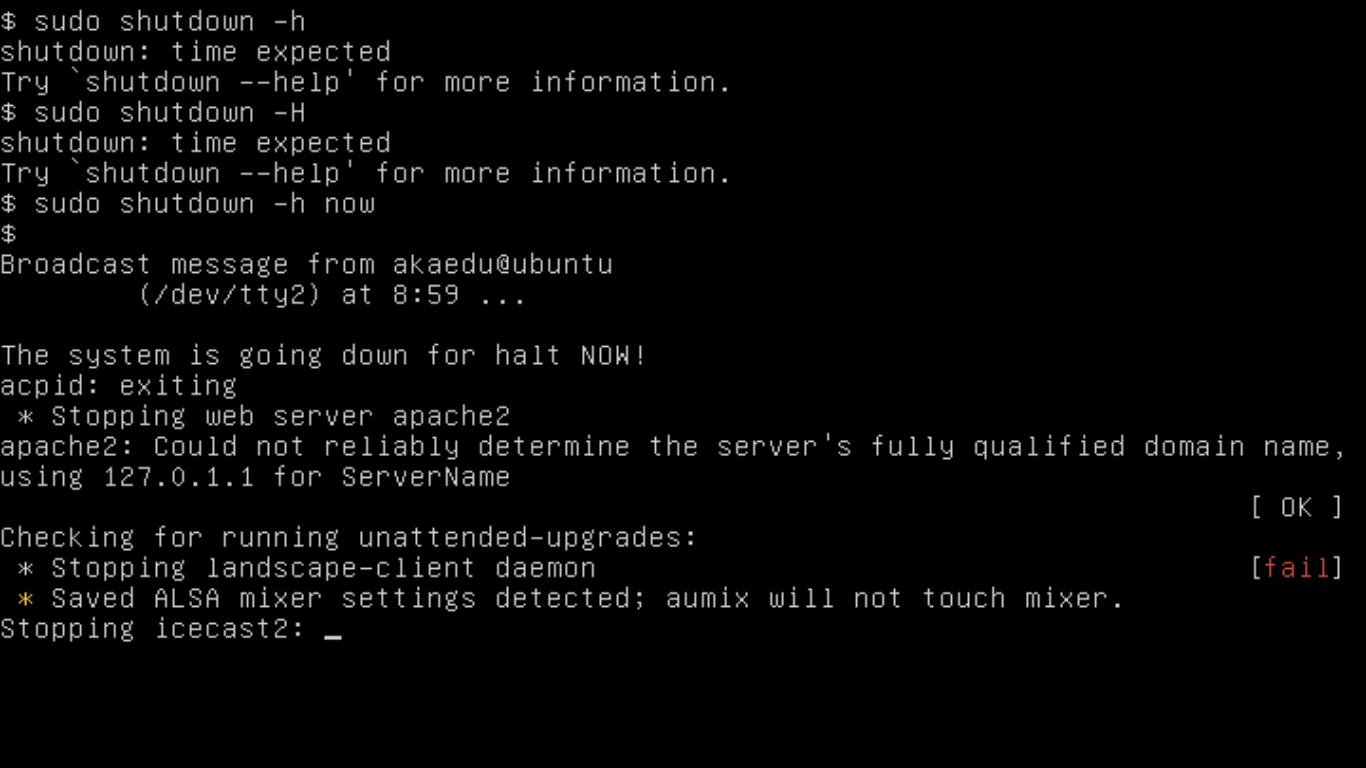 $ sudo shutdown -h
shutdown: time expected
Try `shutdown --help' for more information.
$ sudo shutdown -H
shutdown: time expected
Try `shutdown --help' for more information.
$ sudo shutdown -h now
$
Broadcast message from akaedu@ubuntu
        (/dev/tty2) at 8:59 ...

The system is going down for halt NOW!
acpid: exiting
 * Stopping web server apache2
apache2: Could not reliably determine the server's fully qualified domain name,
using 127.0.1.1 for ServerName
[ OK ]
Checking for running unattended-upgrades:
 * Stopping landscape-client daemon [fail]
 * Saved ALSA mixer settings detected; aumix will not touch mixer.
Stopping icecast2: _